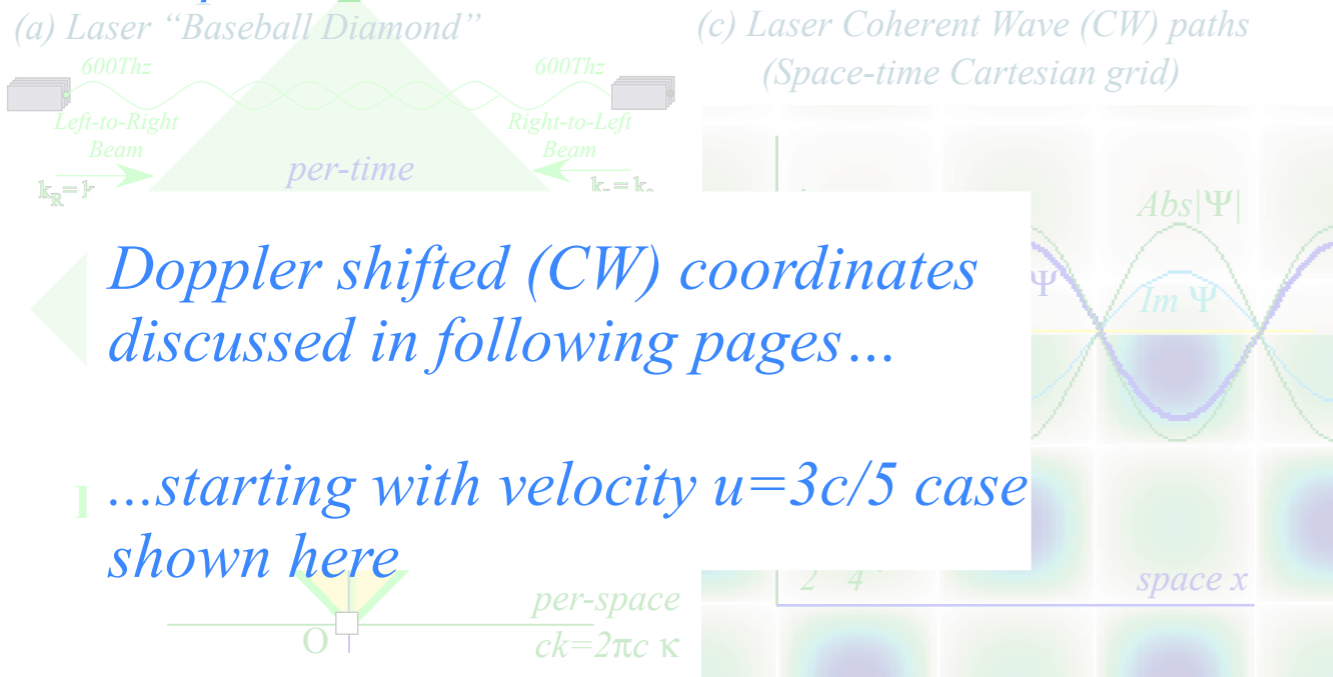 (a) Laser “Baseball Diamond”
600Thz
600Thz
Left-to-Right
Beam
Right-to-Left
Beam
per-time
Doppler shifted (CW) coordinates
discussed in following pages...
...starting with velocity u=3c/5 case
shown here
O
per-space
ck=2πc κ
(c) Laser Coherent Wave (CW) paths
(Space-time Cartesian grid)
Abs|Ψ|
Ψ
Im Ψ
2 4
space x